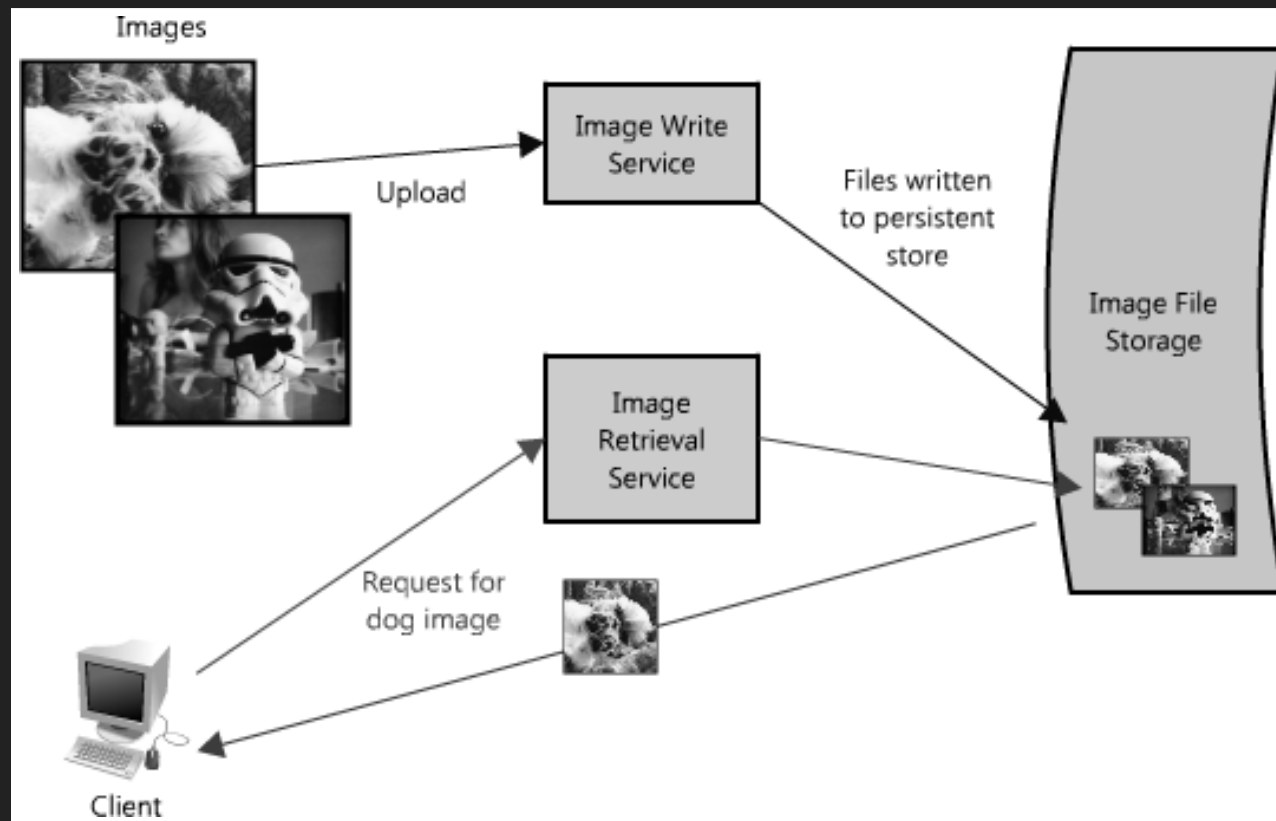 Images
Image Write
Service
Upload
Files written
to persistent
store
Image File
Storage
Image
Retrieval
Service
Request for
dog image
Client